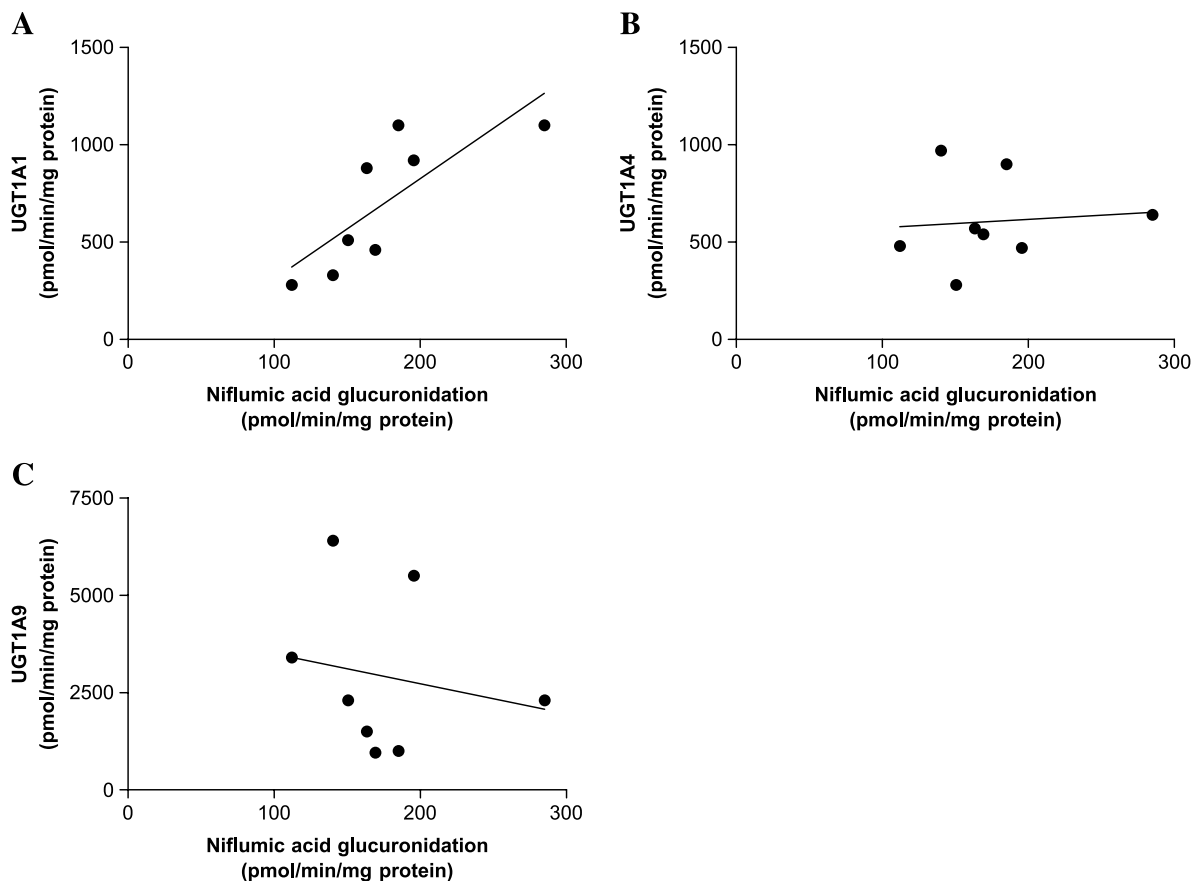 A
UGT1A1
(pmol/min/mg protein)
1500
1000
500
0
0 100 200 300
Niflumic acid glucuronidation
(pmol/min/mg protein)
B
UGT1A4
(pmol/min/mg protein)
1500
1000
500
0
0 100 200 300
Niflumic acid glucuronidation
(pmol/min/mg protein)
C
UGT1A9
(pmol/min/mg protein)
7500
5000
2500
0
0 100 200 300
Niflumic acid glucuronidation
(pmol/min/mg protein)